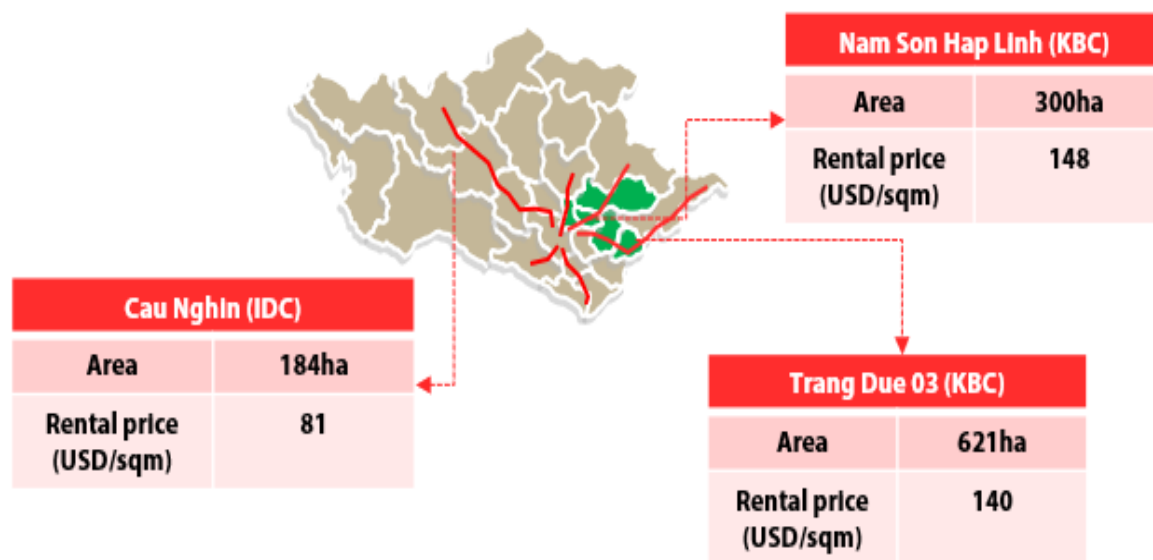 Nam Son Hap Linh (KBC)
Area 300ha
Rental price 148
(USD/sqm)
Cau Nghin (IDC)
Area 184ha
Rental price 81
(USD/sqm)
Trang Due 03 (KBC)
Area 621ha
Rental price 140
(USD/sqm)